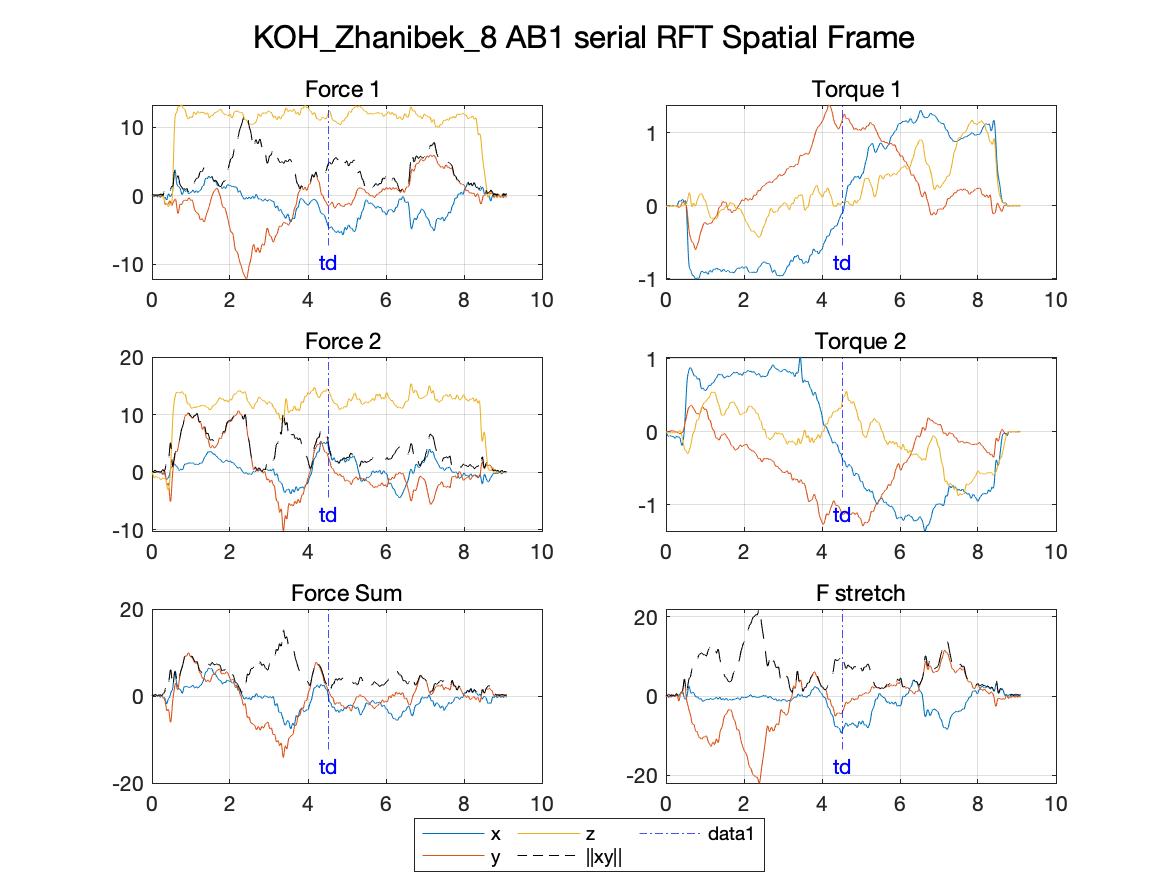 KOH_Zhanibek_8 AB1 serial RFT Spatial Frame
Force 1
10
0
-10
td
0 2 4 6 8 10
Torque 1
1
0
-1
td
0 2 4 6 8 10
Force 2
20
10
0
-10
td
0 2 4 6 8 10
Torque 2
1
0
-1
td
0 2 4 6 8 10
Force Sum
20
0
-20
td
0 2 4 6 8 10
F stretch
20
0
-20
td
0 2 4 6 8 10
x z data1
y ||xy||